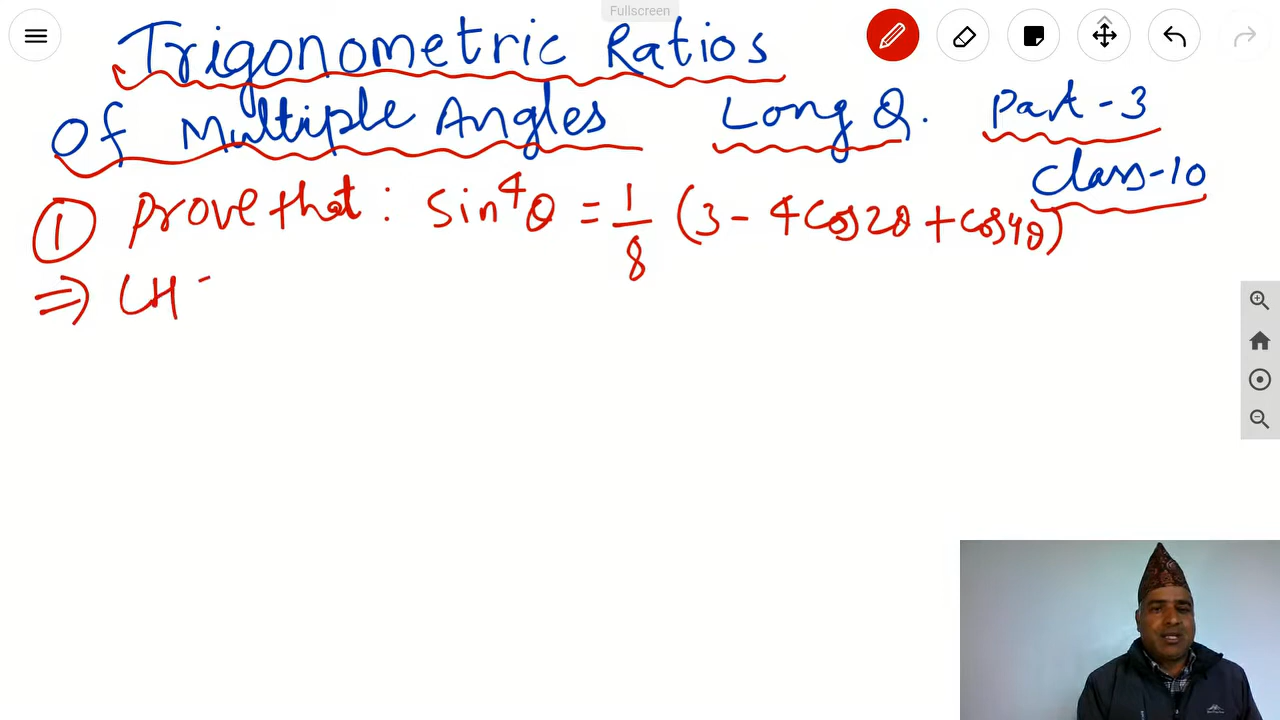 Fullscreen
Trigonometric Ratios
Of Multiple Angles Long Q. Part-3
Class-10
① Prove that: sin⁴θ = 1/8 (3 - 4cos2θ + cos4θ)
⇒ LH